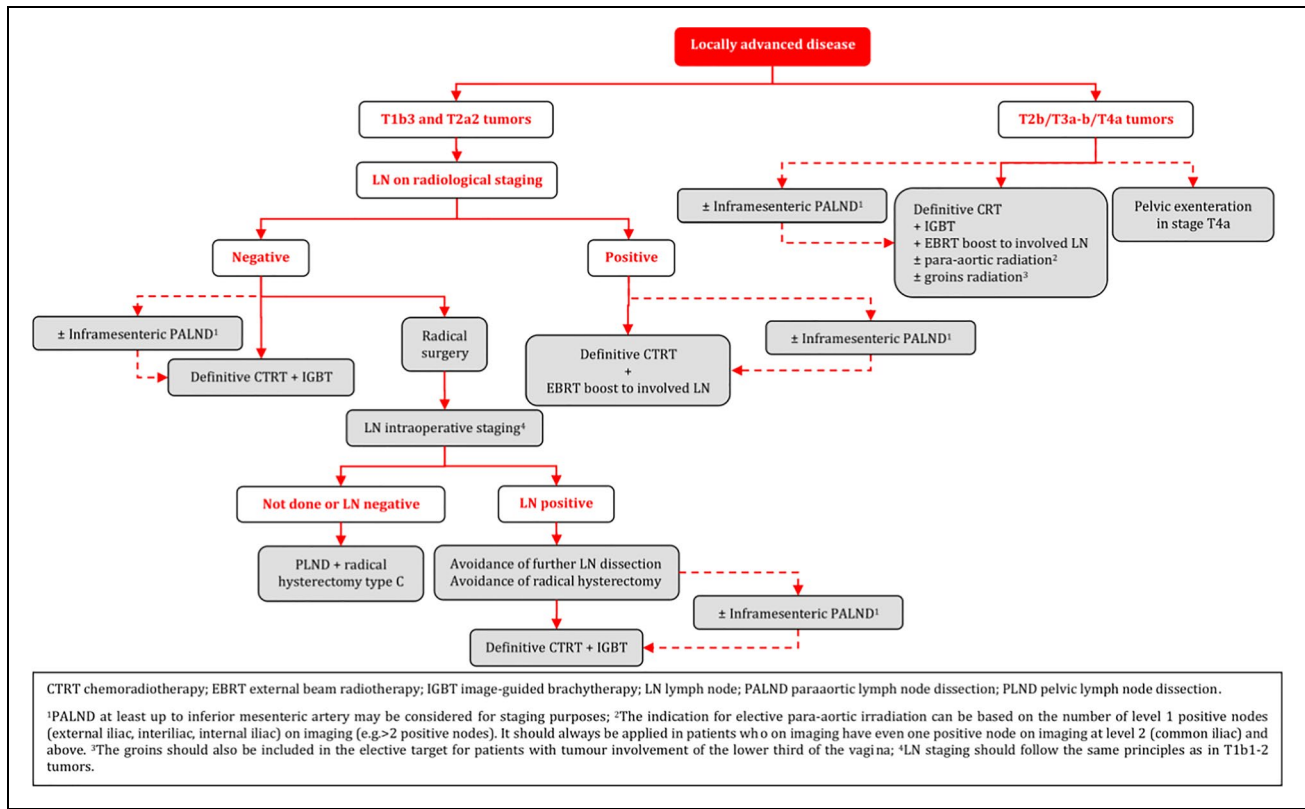 Locally advanced disease
T1b3 and T2a2 tumors
T2b/T3a-b/T4a tumors
LN on radiological staging
± Inframesenteric PALND¹
Definitive CRT
+ IGBT
+ EBRT boost to involved LN
± para-aortic radiation²
± groins radiation³
Pelvic exenteration
in stage T4a
Negative
Positive
± Inframesenteric PALND¹
Definitive CTRT + IGBT
Radical
surgery
Definitive CTRT
+
EBRT boost to involved LN
± Inframesenteric PALND¹
LN intraoperative staging⁴
Not done or LN negative
LN positive
PLND + radical
hysterectomy type C
Avoidance of further LN dissection
Avoidance of radical hysterectomy
± Inframesenteric PALND¹
Definitive CTRT + IGBT
CTRT chemoradiotherapy; EBRT external beam radiotherapy; IGBT image-guided brachytherapy; LN lymph node; PALND paraaortic lymph node dissection; PLND pelvic lymph node dissection.
¹PALND at least up to inferior mesenteric artery may be considered for staging purposes; ²The indication for elective para-aortic irradiation can be based on the number of level 1 positive nodes
(external iliac, interiliac, internal iliac) on imaging (e.g.>2 positive nodes). It should always be applied in patients who on imaging have even one positive node on imaging at level 2 (common iliac) and
above. ³The groins should also be included in the elective target for patients with tumour involvement of the lower third of the vagina; ⁴LN staging should follow the same principles as in T1b1-2
tumors.